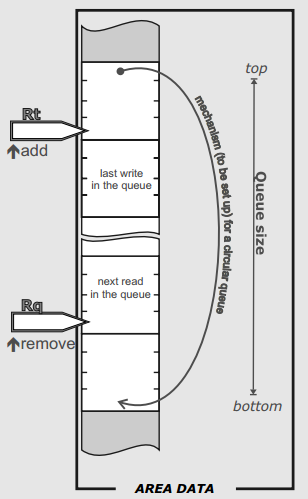 top
Rt
add
last write
in the queue
mechanism (to be set up) for a circular queue
Queue size
next read
in the queue
Rq
remove
bottom
AREA DATA